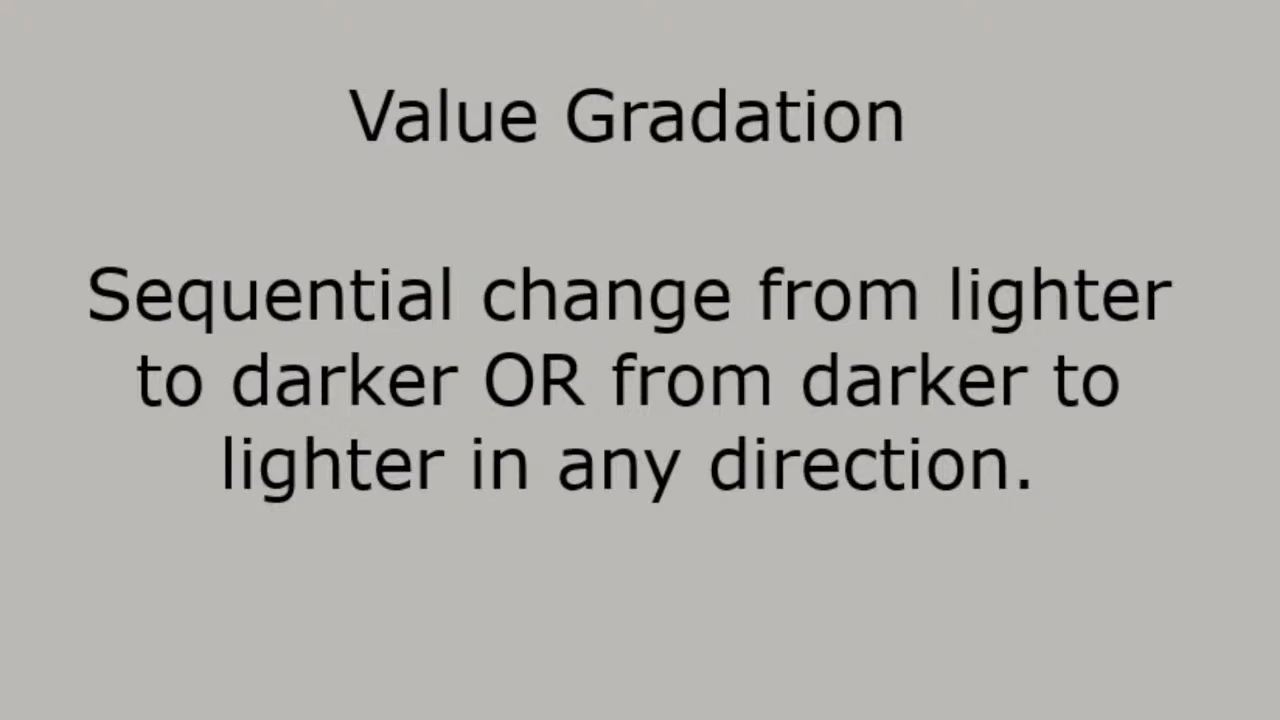 Value Gradation
Sequential change from lighter
to darker OR from darker to
lighter in any direction.